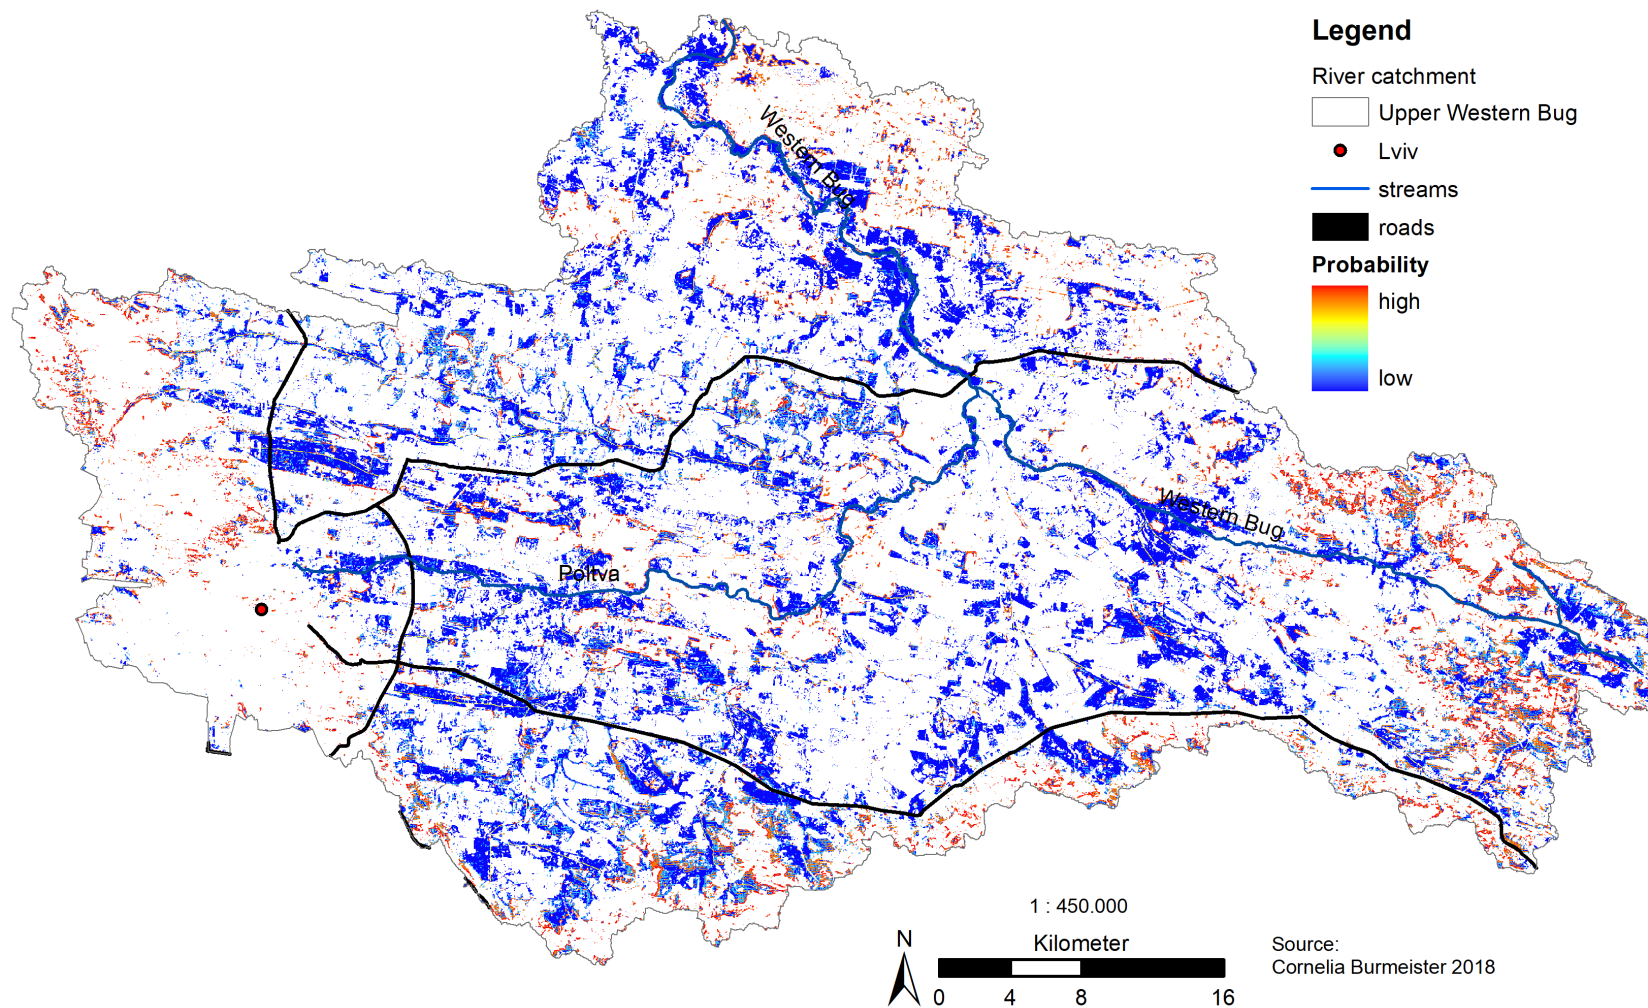 Legend
River catchment
Upper Western Bug
Lviv
streams
roads
Probability
high
low
Western Bug
Western Bug
Poltva
1 : 450.000
N
Kilometer
0 4 8 16
Source:
Cornelia Burmeister 2018